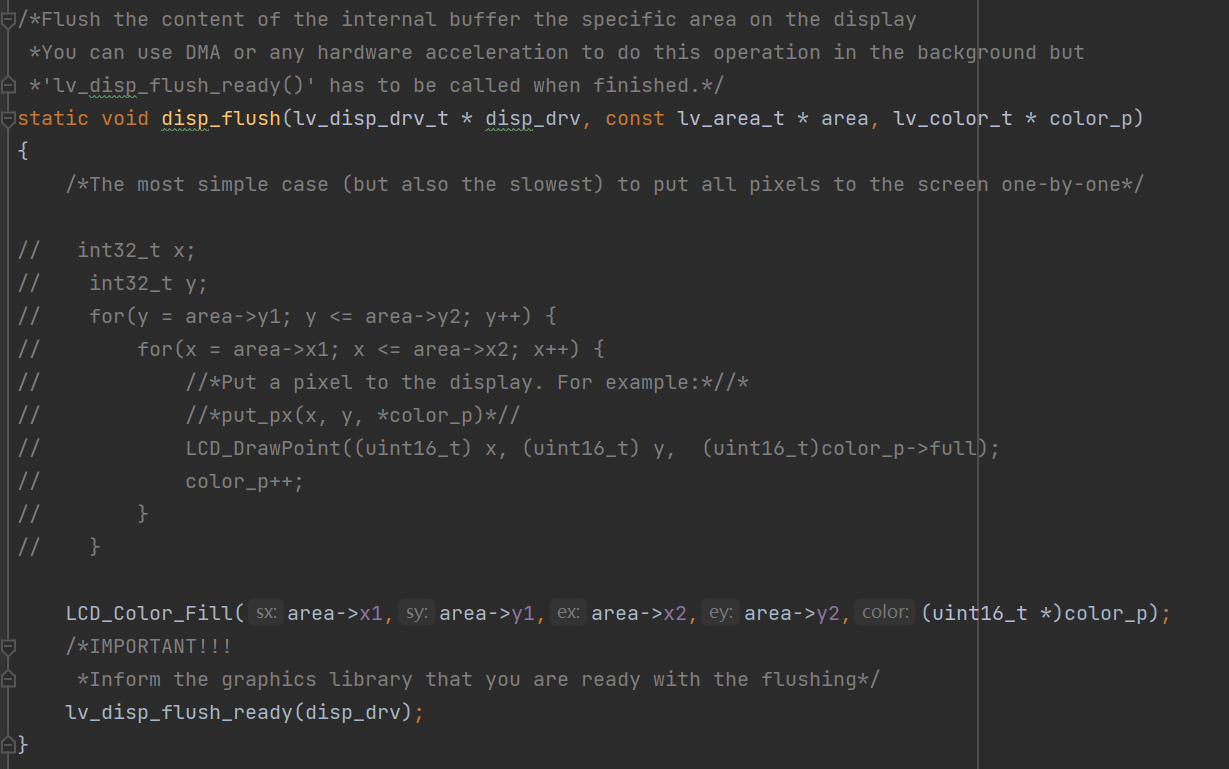 /*Flush the content of the internal buffer the specific area on the display
 *You can use DMA or any hardware acceleration to do this operation in the background but
 *'lv_disp_flush_ready()' has to be called when finished.*/
static void disp_flush(lv_disp_drv_t * disp_drv, const lv_area_t * area, lv_color_t * color_p)
{
    /*The most simple case (but also the slowest) to put all pixels to the screen one-by-one*/
//   int32_t x;
//    int32_t y;
//    for(y = area->y1; y <= area->y2; y++) {
//        for(x = area->x1; x <= area->x2; x++) {
//            //*Put a pixel to the display. For example:*//*
//            //*put_px(x, y, *color_p)*//
//            LCD_DrawPoint((uint16_t) x, (uint16_t) y,  (uint16_t)color_p->full);
//            color_p++;
//        }
//    }
    LCD_Color_Fill( sx: area->x1, sy: area->y1, ex: area->x2, ey: area->y2, color: (uint16_t *)color_p);
    /*IMPORTANT!!!
     *Inform the graphics library that you are ready with the flushing*/
    lv_disp_flush_ready(disp_drv);
}